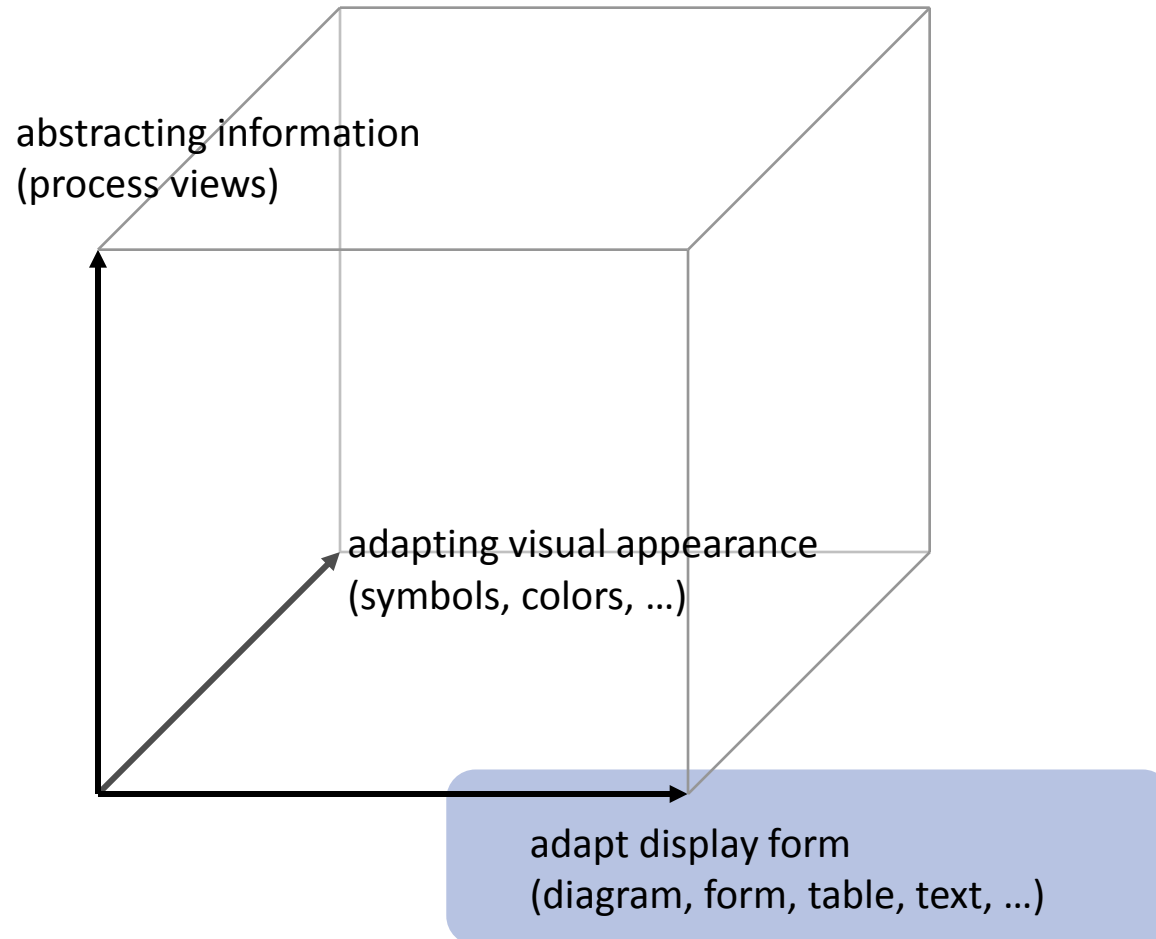 abstracting information
(process views)
adapting visual appearance
(symbols, colors, …)
adapt display form
(diagram, form, table, text, …)